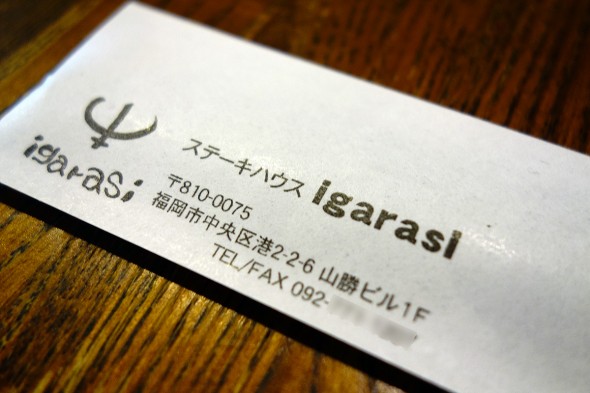 igarasi
ステーキハウス igarasi
〒810-0075
福岡市中央区港2-2-6 山勝ビル1F
TEL/FAX 092-